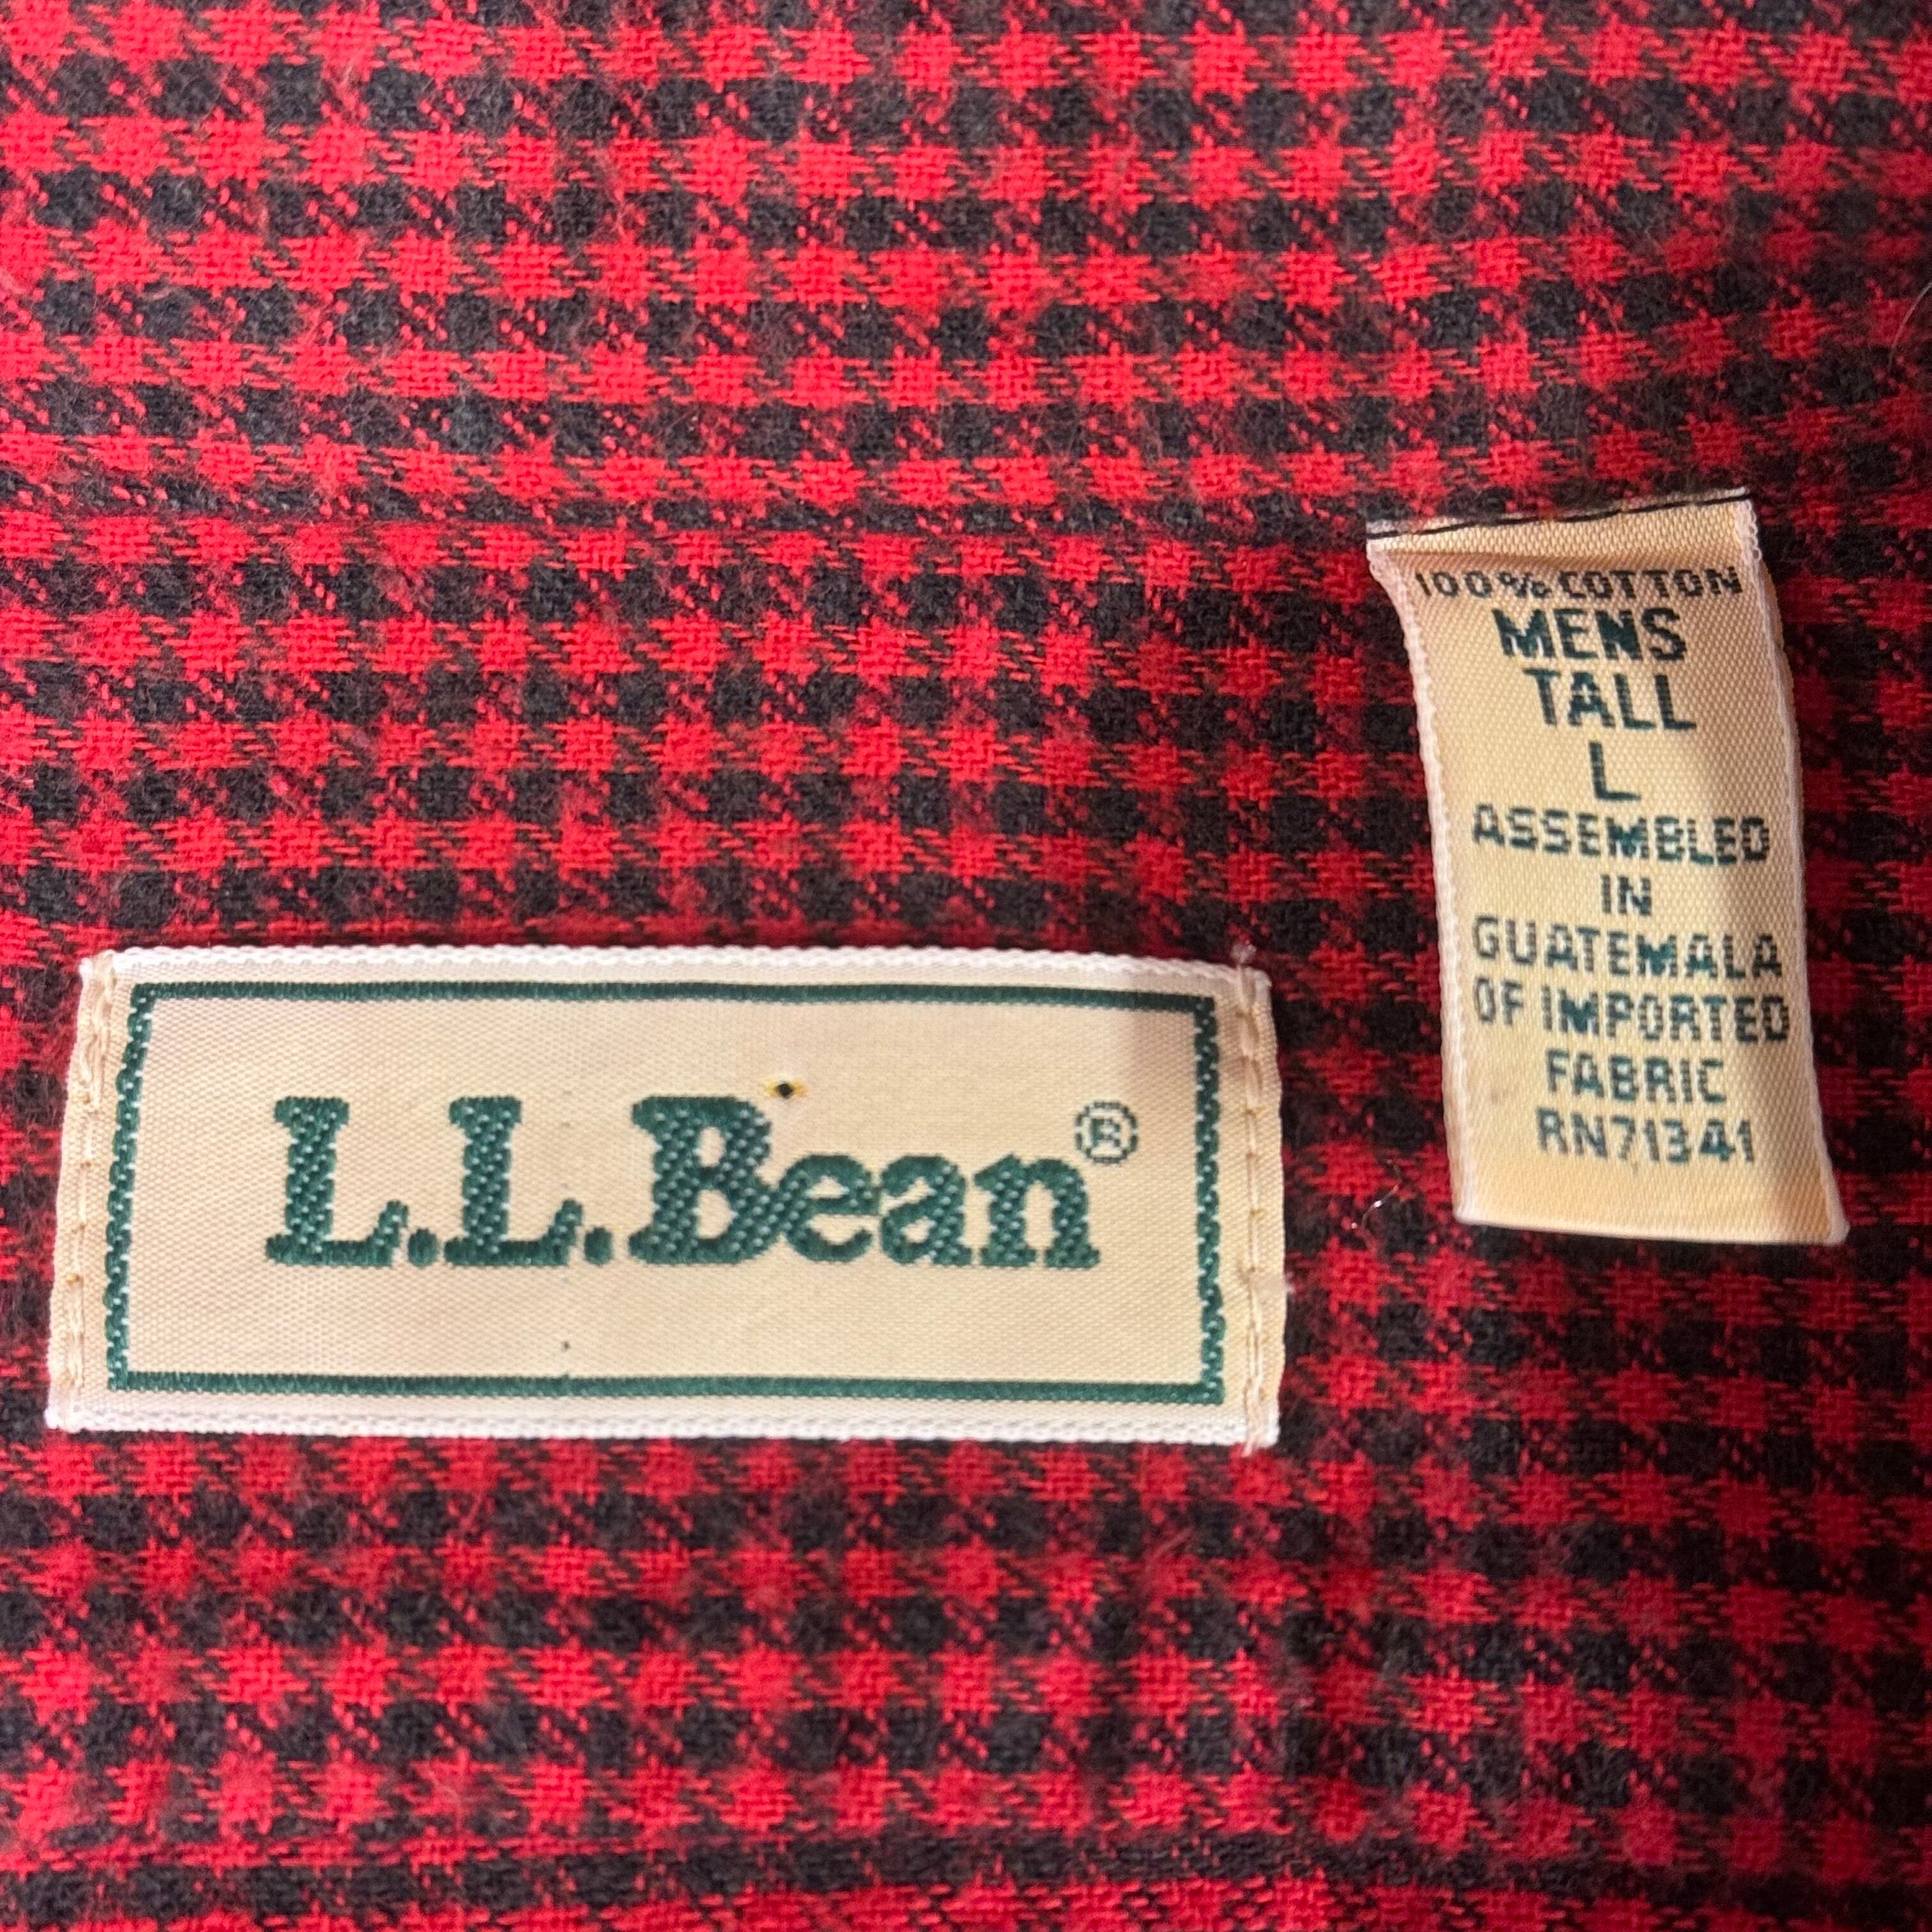 L.L.Bean®
100% COTTON
MENS
TALL
L
ASSEMBLED
IN
GUATEMALA
OF IMPORTED
FABRIC
RN71341